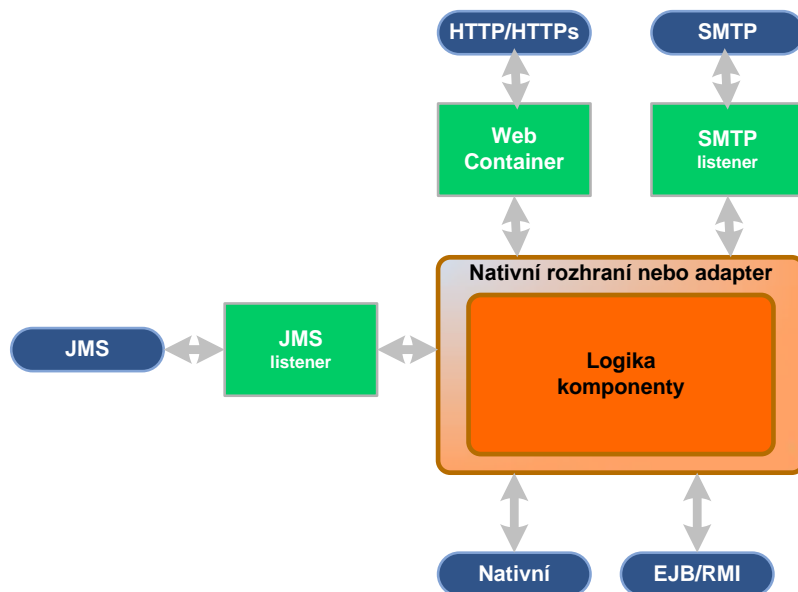 HTTP/HTTPs
SMTP
Web
Container
SMTP
listener
Nativní rozhraní nebo adapter
JMS
JMS
listener
Logika
komponenty
Nativní
EJB/RMI